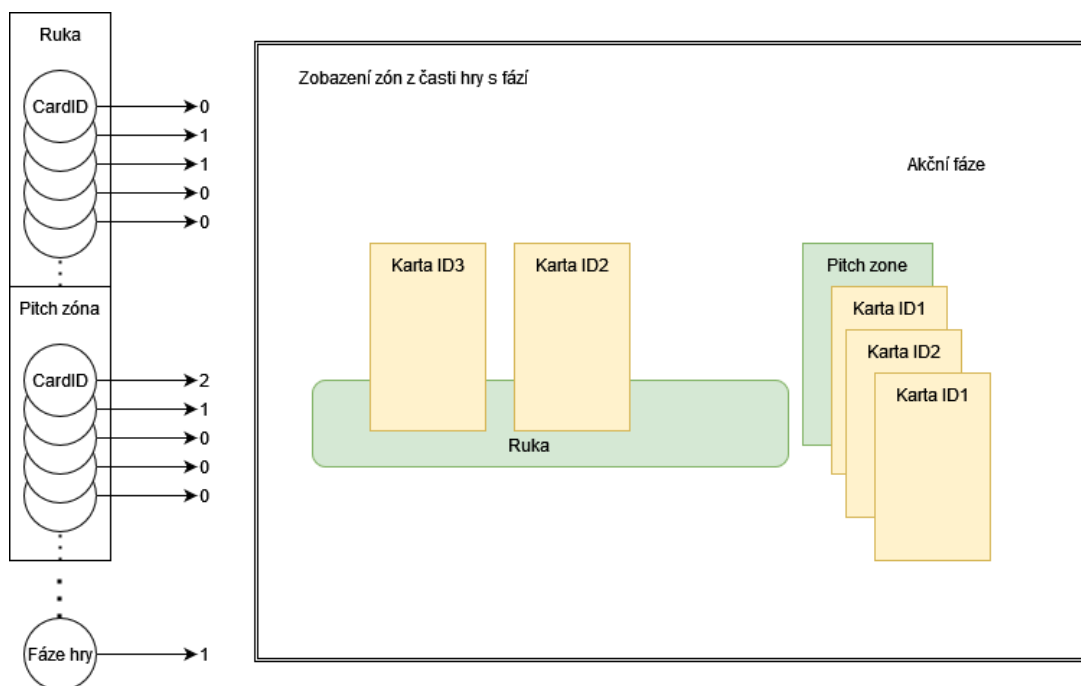 Ruka
CardID
0
1
1
0
0
Pitch zóna
CardID
2
1
0
0
0
Fáze hry
1
Zobazení zón z časti hry s fází
Akční fáze
Karta ID3
Karta ID2
Ruka
Pitch zone
Karta ID1
Karta ID2
Karta ID1